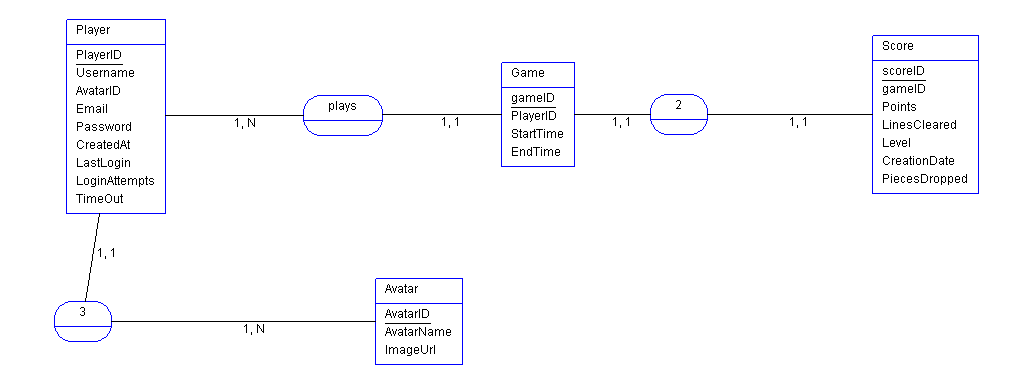 Player
PlayerID
Username
AvatarID
Email
Password
CreatedAt
LastLogin
LoginAttempts
TimeOut
1, N
plays
1, 1
Game
gameID
PlayerID
StartTime
EndTime
1, 1
2
1, 1
Score
scoreID
gameID
Points
LinesCleared
Level
CreationDate
PiecesDropped
1, 1
3
1, N
Avatar
AvatarID
AvatarName
ImageUrl